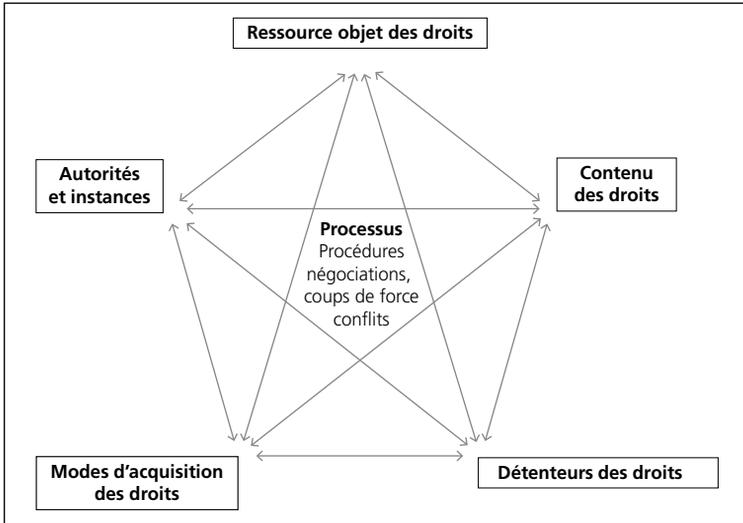 Ressource objet des droits
Autorités
et instances
Contenu
des droits
Processus
Procédures
négociations,
coups de force
conflits
Modes d'acquisition
des droits
Détenteurs des droits